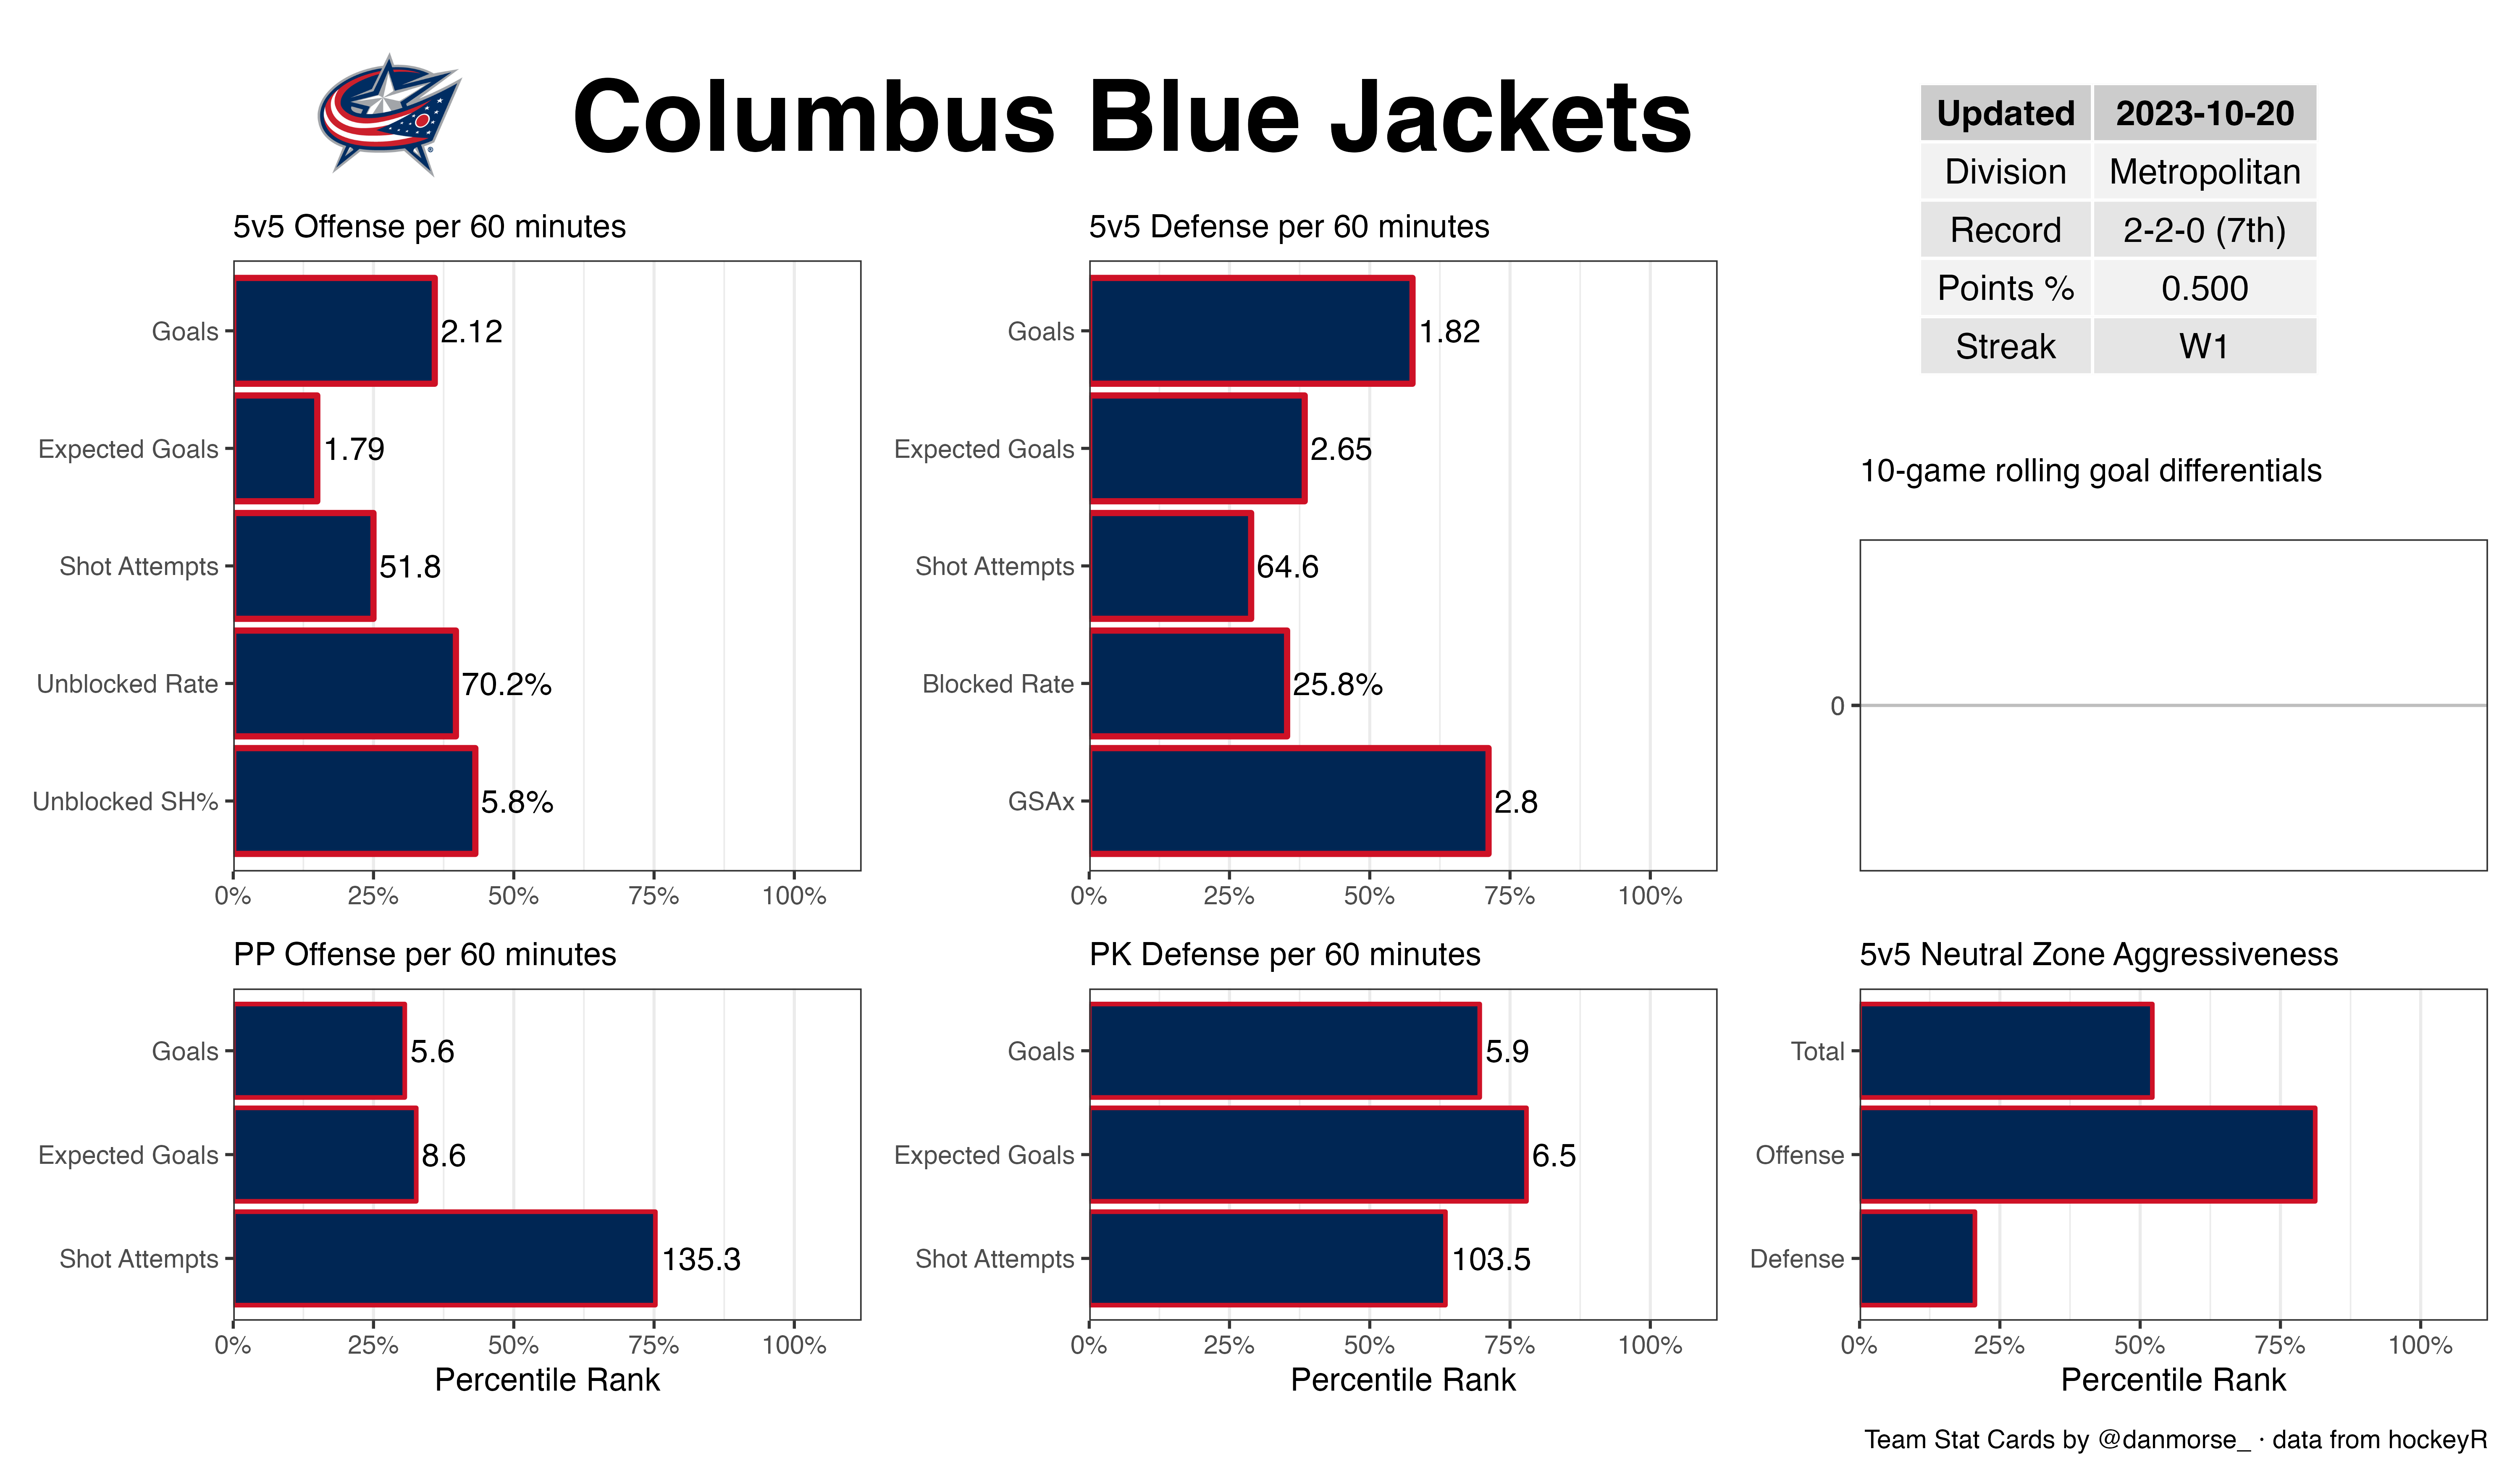 Columbus Blue Jackets
Updated 2023-10-20
Division Metropolitan
Record 2-2-0 (7th)
Points % 0.500
Streak W1
5v5 Offense per 60 minutes
Goals 2.12
Expected Goals 1.79
Shot Attempts 51.8
Unblocked Rate 70.2%
Unblocked SH% 5.8%
0% 25% 50% 75% 100%
5v5 Defense per 60 minutes
Goals 1.82
Expected Goals 2.65
Shot Attempts 64.6
Blocked Rate 25.8%
GSAx 2.8
0% 25% 50% 75% 100%
10-game rolling goal differentials
0
PP Offense per 60 minutes
Goals 5.6
Expected Goals 8.6
Shot Attempts 135.3
0% 25% 50% 75% 100%
Percentile Rank
PK Defense per 60 minutes
Goals 5.9
Expected Goals 6.5
Shot Attempts 103.5
0% 25% 50% 75% 100%
Percentile Rank
5v5 Neutral Zone Aggressiveness
Total
Offense
Defense
0% 25% 50% 75% 100%
Percentile Rank
Team Stat Cards by @danmorse_ · data from hockeyR